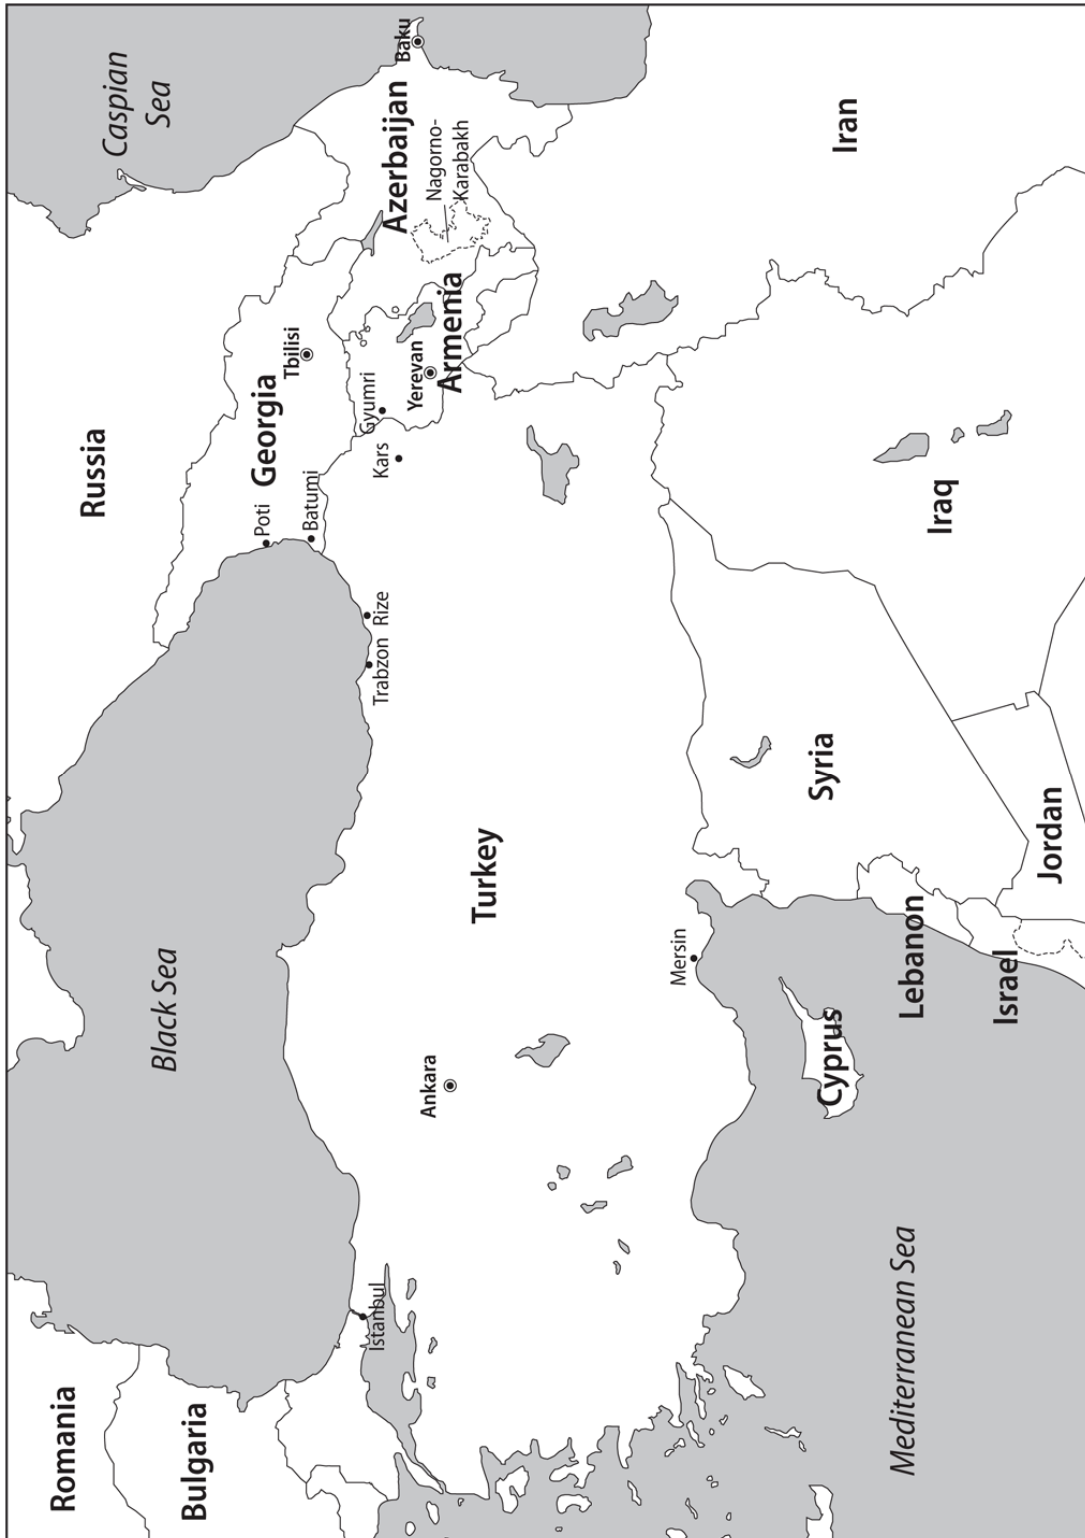 Romania
Bulgaria
Russia
Black Sea
Caspian
Sea
Georgia
Poti
Batumi
Tbilisi
Istanbul
Trabzon
Rize
Kars
Gyumri
Yerevan
Armenia
Azerbaijan
Baku
Nagorno-
Karabakh
Ankara
Turkey
Mersin
Cyprus
Syria
Iran
Iraq
Mediterranean Sea
Lebanon
Israel
Jordan